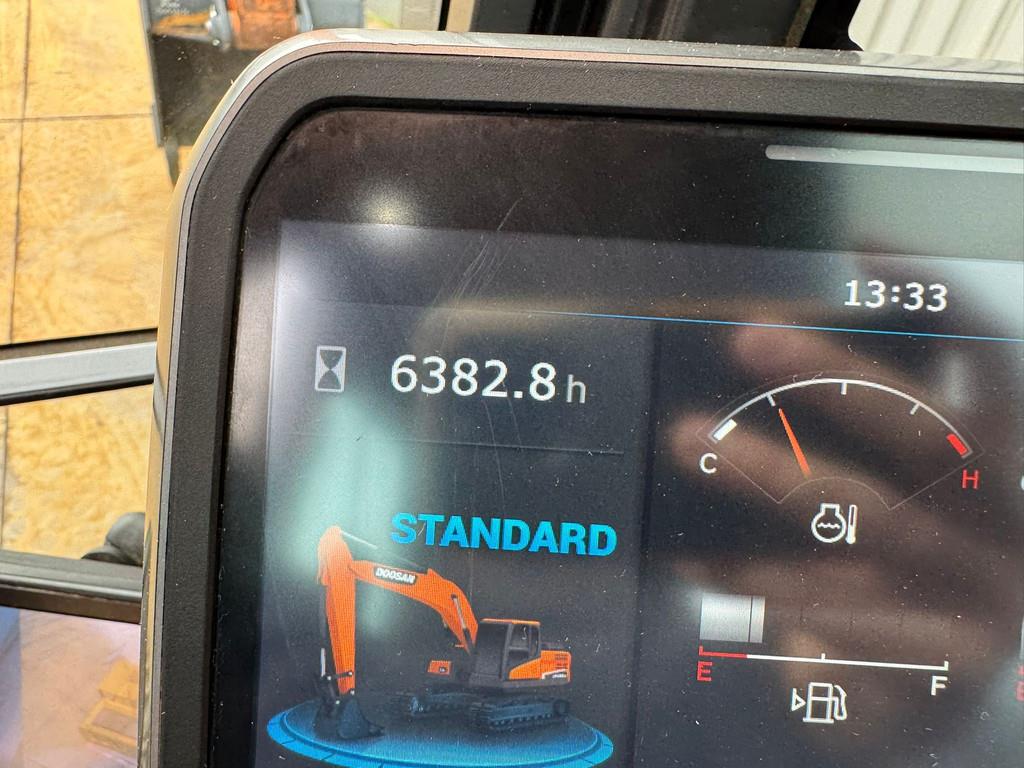 13:33
6382.8 h
C
H
STANDARD
DOOSAN
E
F